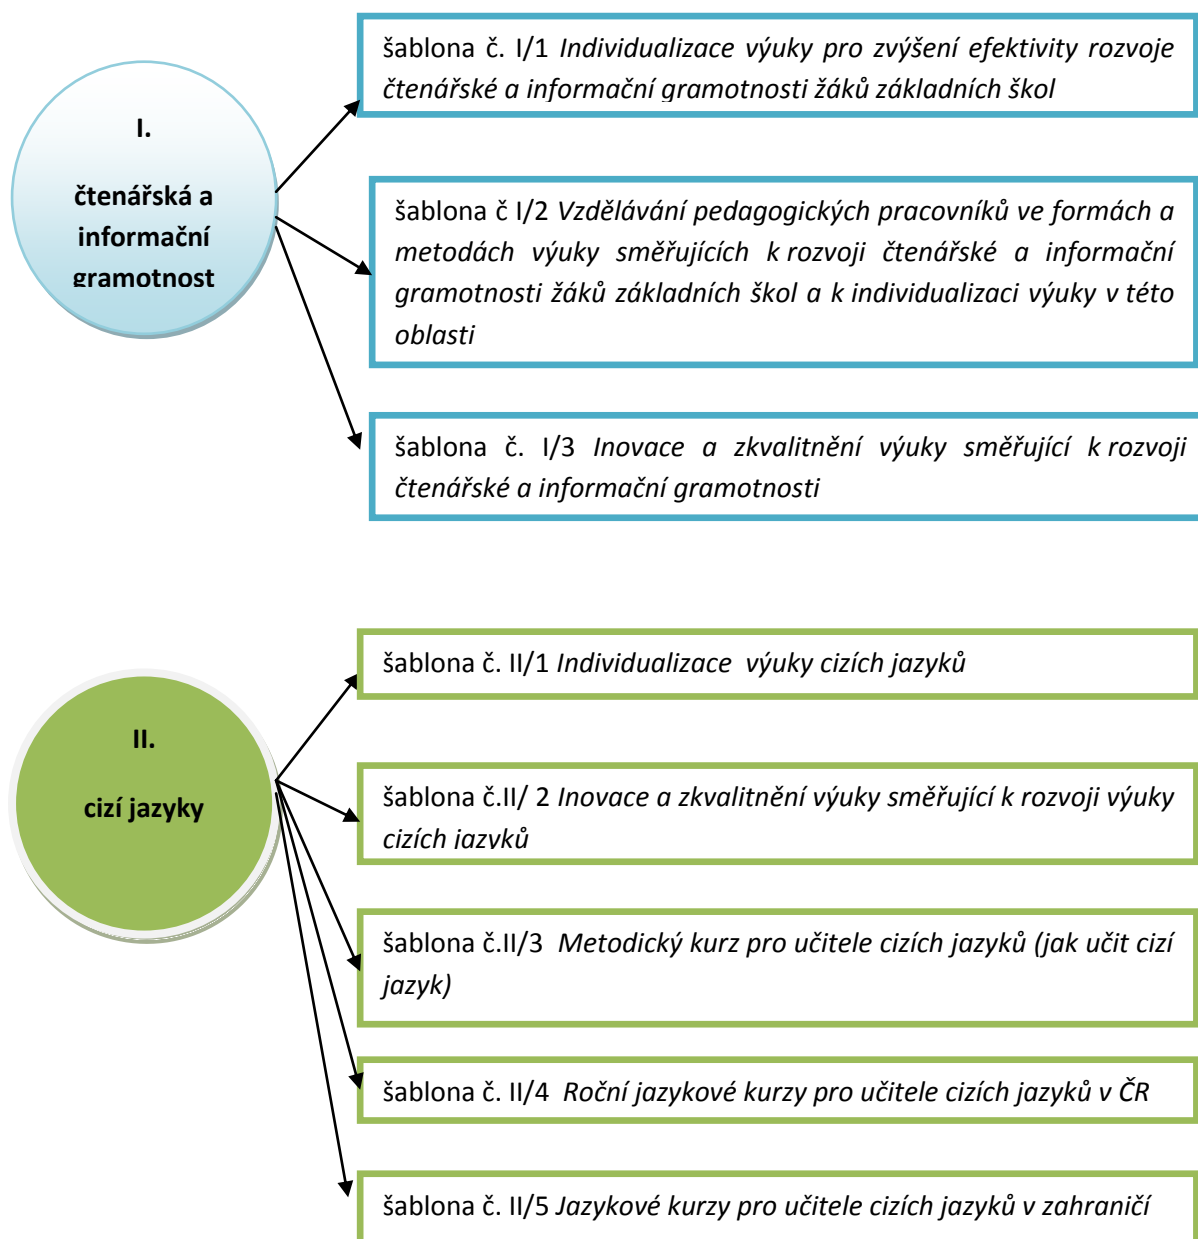 šablona č. I/1 Individualizace výuky pro zvýšení efektivity rozvoje
čtenářské a informační gramotnosti žáků základních škol
I.
čtenářská a
informační
gramotnost
šablona č I/2 Vzdělávání pedagogických pracovníků ve formách a
metodách výuky směřujících k rozvoji čtenářské a informační
gramotnosti žáků základních škol a k individualizaci výuky v této
oblasti
šablona č. I/3 Inovace a zkvalitnění výuky směřující k rozvoji
čtenářské a informační gramotnosti
šablona č. II/1 Individualizace výuky cizích jazyků
II.
cizí jazyky
šablona č.II/ 2 Inovace a zkvalitnění výuky směřující k rozvoji výuky
cizích jazyků
šablona č.II/3 Metodický kurz pro učitele cizích jazyků (jak učit cizí
jazyk)
šablona č. II/4 Roční jazykové kurzy pro učitele cizích jazyků v ČR
šablona č. II/5 Jazykové kurzy pro učitele cizích jazyků v zahraničí